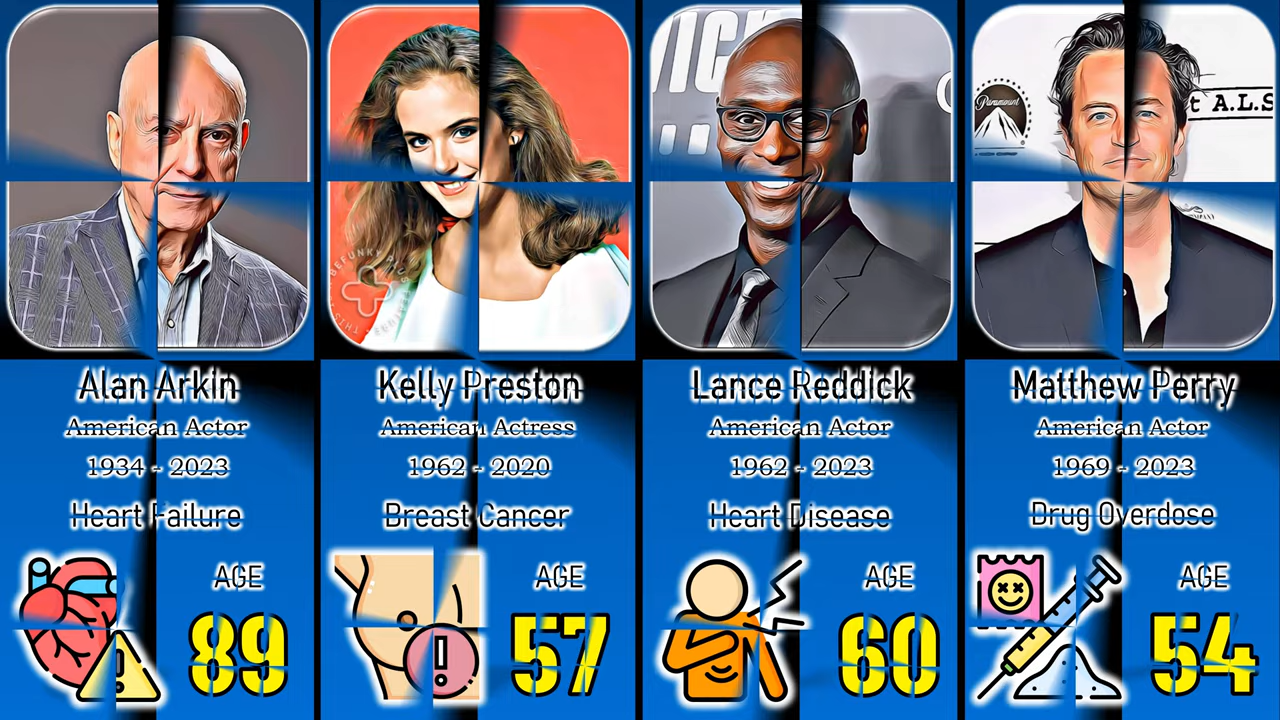 Alan Arkin
American Actor
1934 - 2023
Heart Failure
AGE
89
Kelly Preston
American Actress
1962 - 2020
Breast Cancer
AGE
57
Lance Reddick
American Actor
1962 - 2023
Heart Disease
AGE
60
Paramount
t A.L.S
Matthew Perry
American Actor
1969 - 2023
Drug Overdose
AGE
54